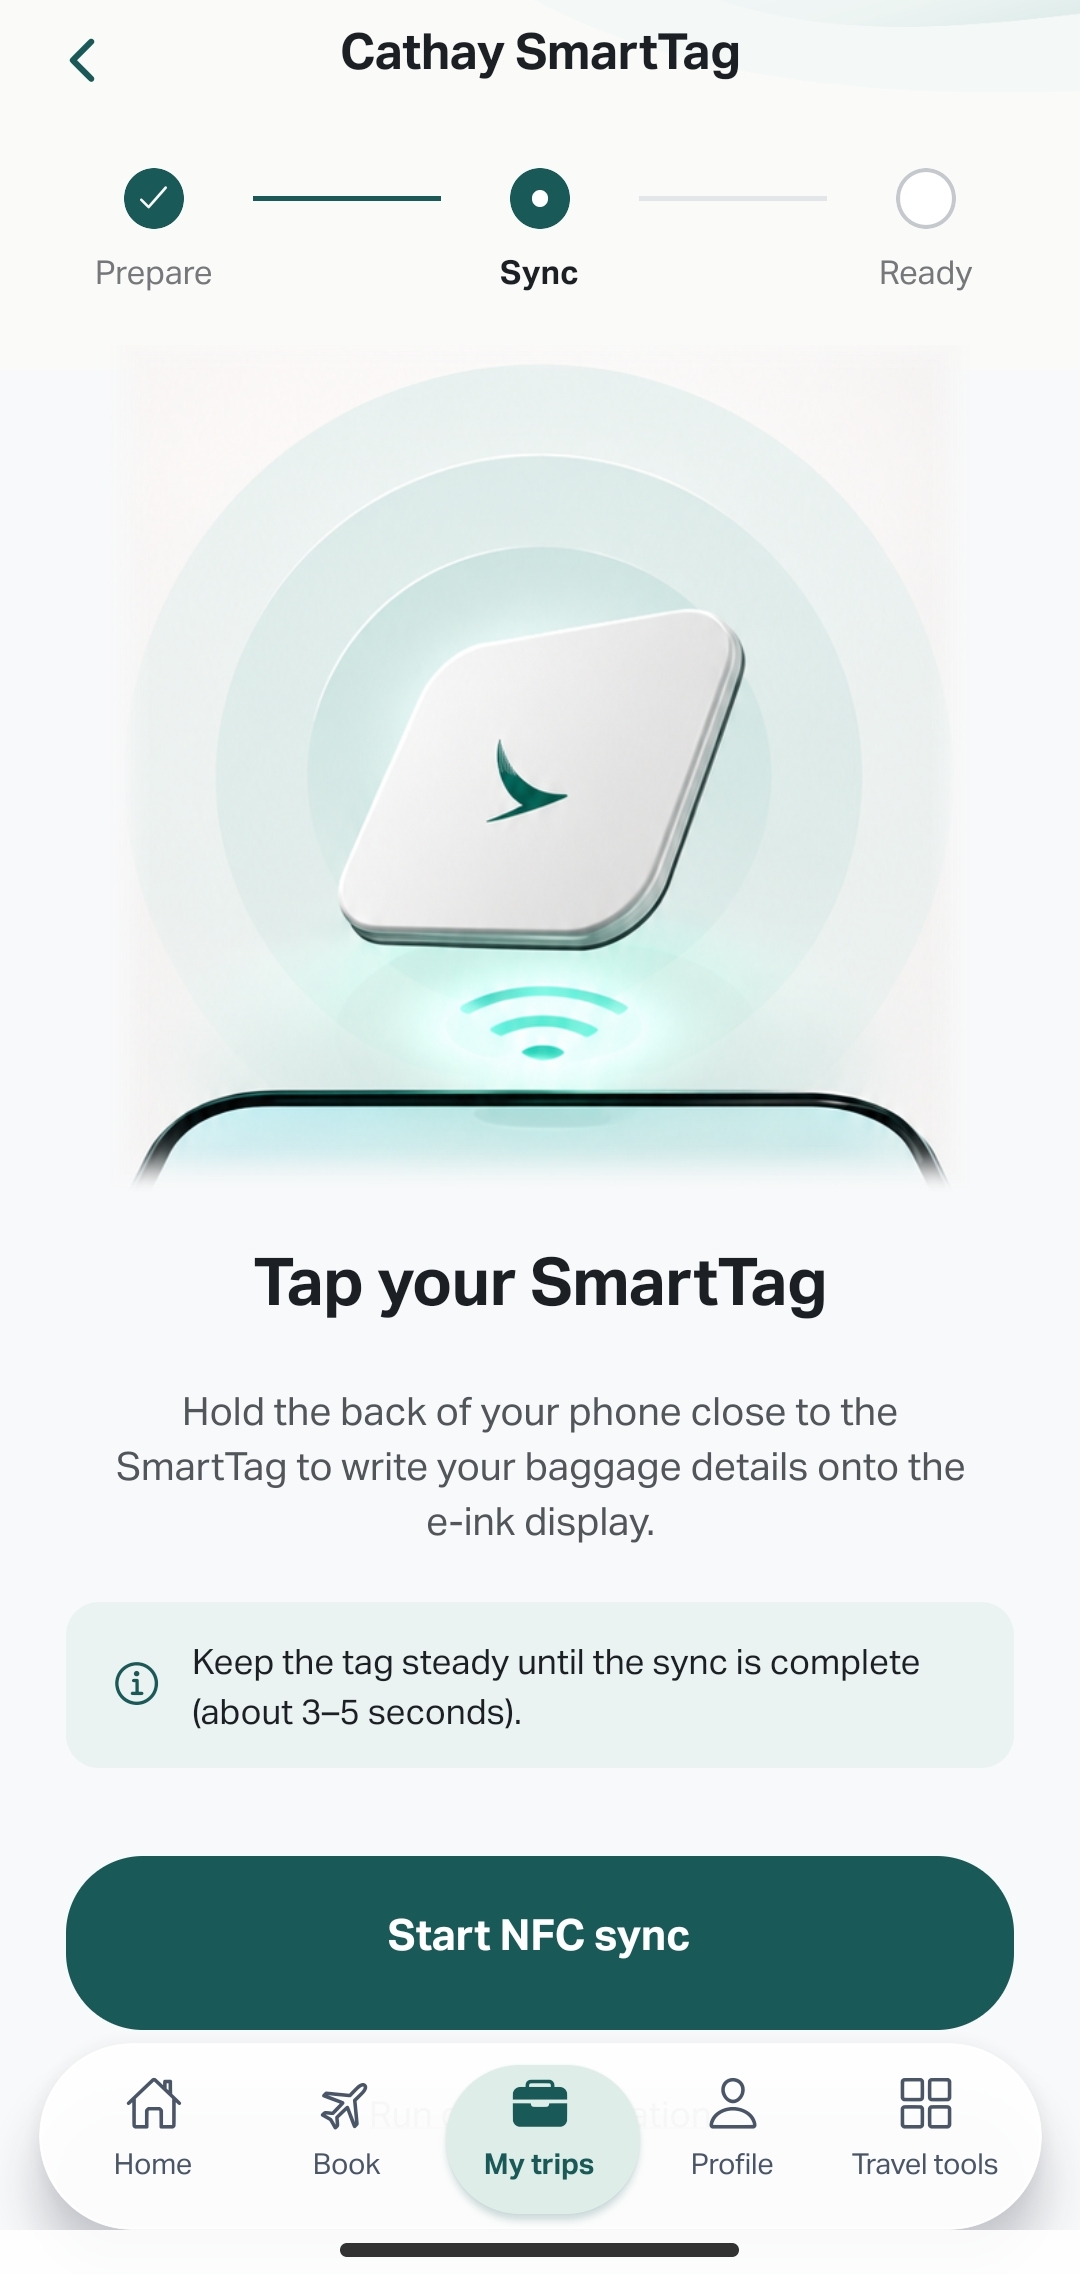 Cathay SmartTag
Prepare
Sync
Ready
Tap your SmartTag
Hold the back of your phone close to the
SmartTag to write your baggage details onto the
e-ink display.
Keep the tag steady until the sync is complete
(about 3–5 seconds).
Start NFC sync
Run
Home
Book
My trips
Profile
Travel tools